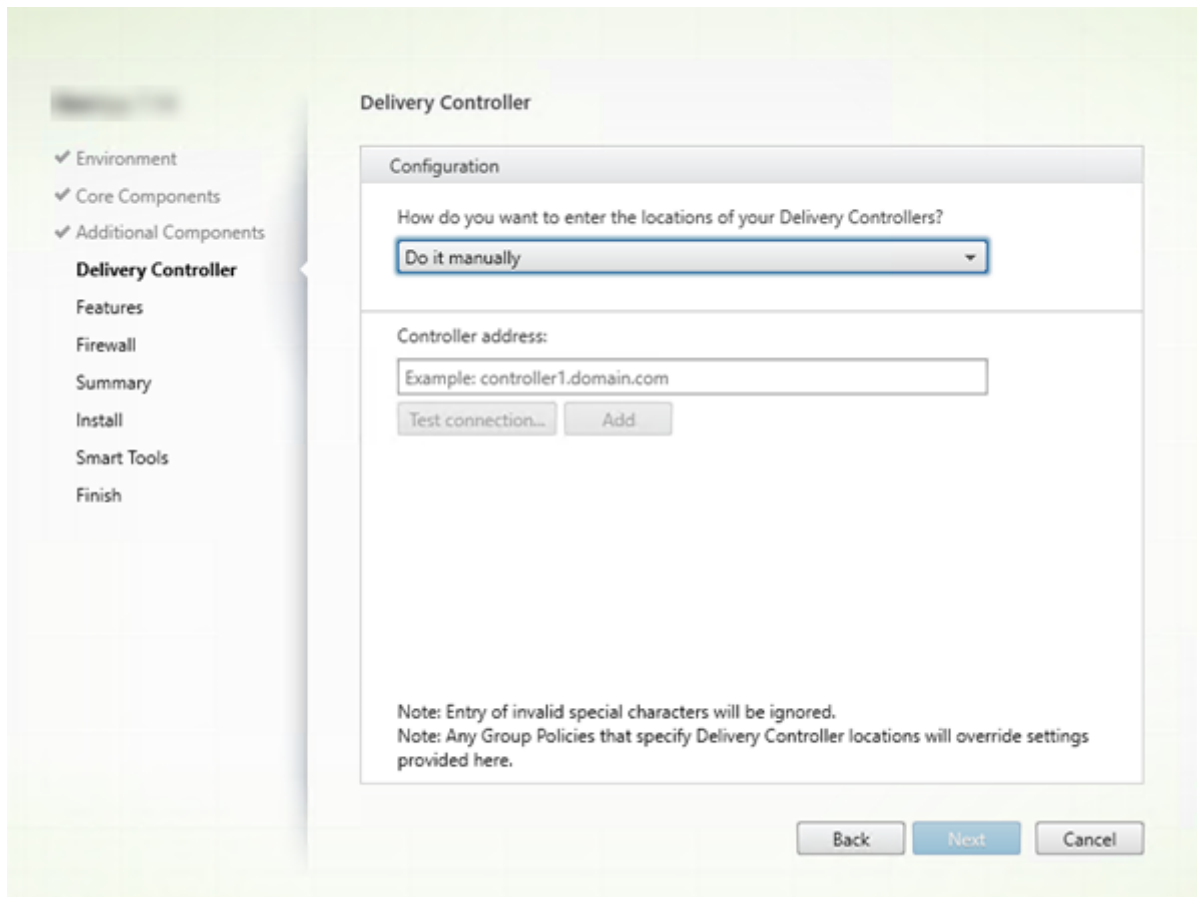 Delivery Controller
Environment
Core Components
Additional Components
Delivery Controller
Features
Firewall
Summary
Install
Smart Tools
Finish
Configuration
How do you want to enter the locations of your Delivery Controllers?
Do it manually
Controller address:
Example: controller1.domain.com
Test connection...
Add
Note: Entry of invalid special characters will be ignored.
Note: Any Group Policies that specify Delivery Controller locations will override settings
provided here.
Back
Next
Cancel